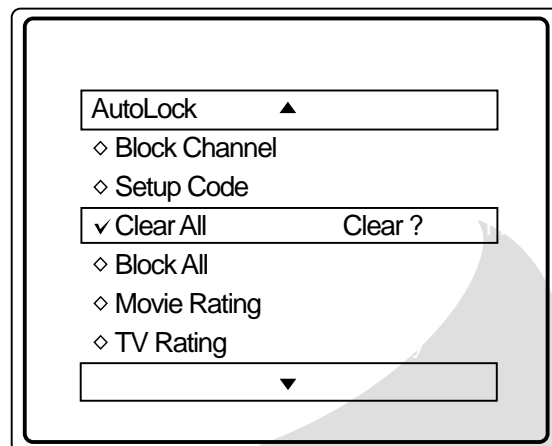 AutoLock ▲
◇ Block Channel
◇ Setup Code
✓ Clear All Clear ?
◇ Block All
◇ Movie Rating
◇ TV Rating
▼